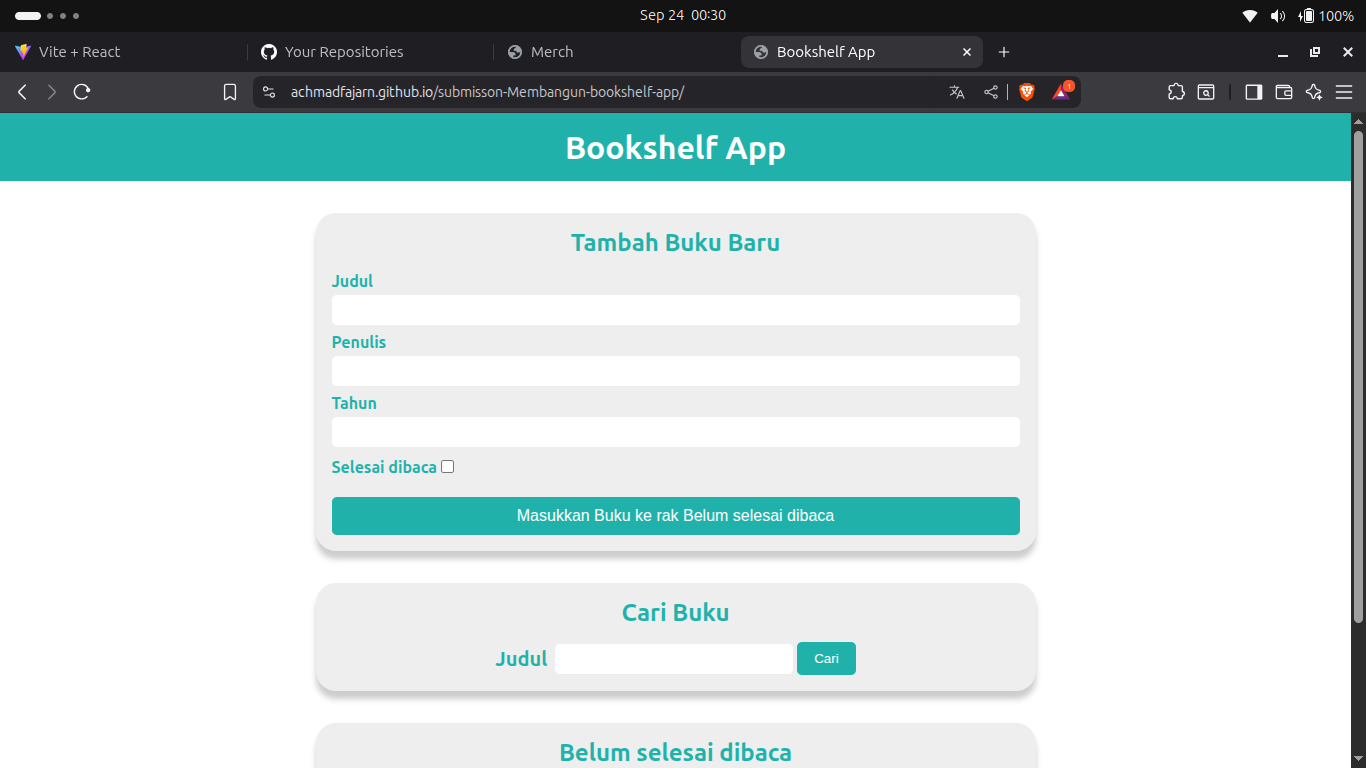 Sep 24 00:30
100%
Vite + React
Your Repositories
Merch
Bookshelf App
achmadfajarn.github.io/submisson-Membangun-bookshelf-app/
1
Bookshelf App
Tambah Buku Baru
Judul
Penulis
Tahun
Selesai dibaca
Masukkan Buku ke rak Belum selesai dibaca
Cari Buku
Judul
Cari
Belum selesai dibaca